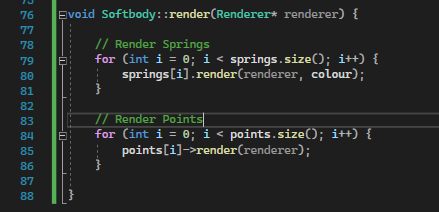 76 void Softbody::render(Renderer* renderer) {
77
78 // Render Springs
79 for (int i = 0; i < springs.size(); i++) {
80 springs[i].render(renderer, colour);
81 }
82
83 // Render Points
84 for (int i = 0; i < points.size(); i++) {
85 points[i]->render(renderer);
86 }
87
88 }